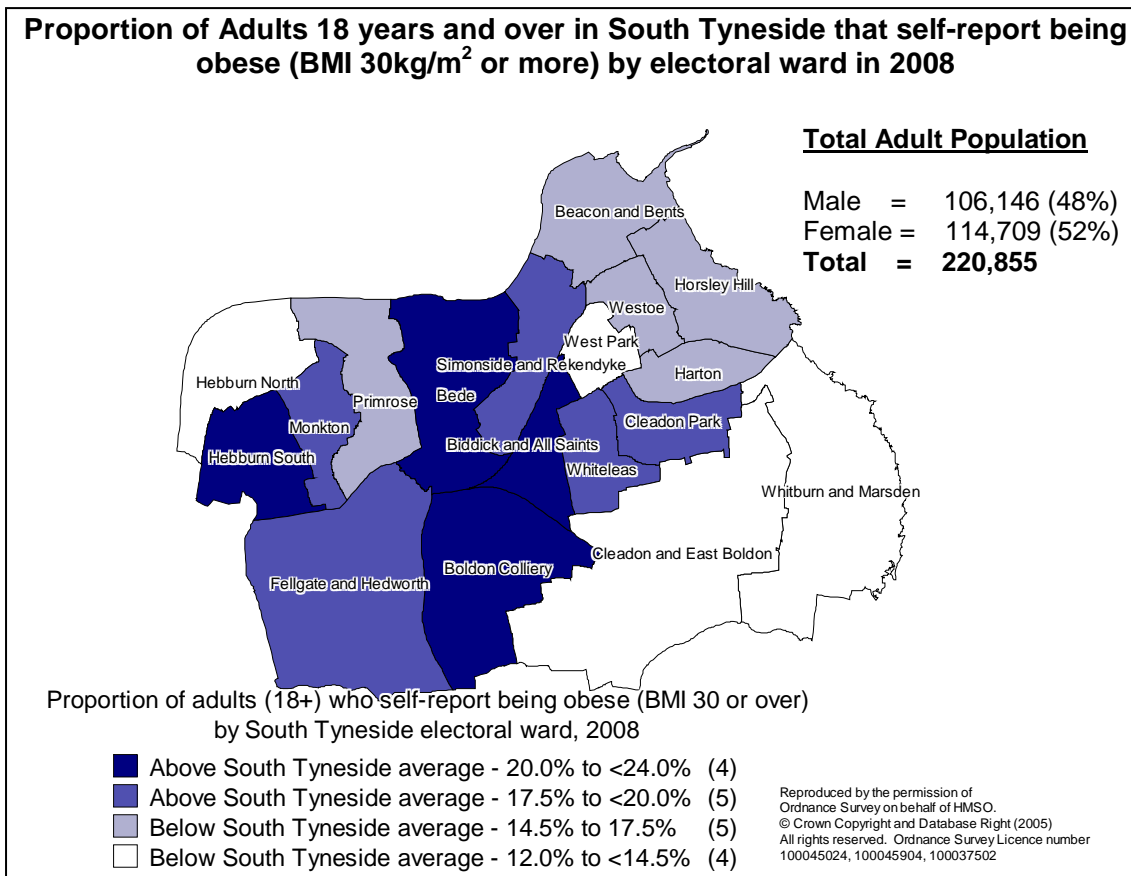 Proportion of Adults 18 years and over in South Tyneside that self-report being
obese (BMI 30kg/m² or more) by electoral ward in 2008
Total Adult Population
Male = 106,146 (48%)
Female = 114,709 (52%)
Total = 220,855
Beacon and Bents
Horsley Hill
Westoe
West Park
Simonside and Rekendyke
Harton
Hebburn North
Bede
Primrose
Cleadon Park
Monkton
Biddick and All Saints
Hebburn South
Whiteleas
Whitburn and Marsden
Cleadon and East Boldon
Boldon Colliery
Fellgate and Hedworth
Proportion of adults (18+) who self-report being obese (BMI 30 or over)
by South Tyneside electoral ward, 2008
Above South Tyneside average - 20.0% to <24.0% (4)
Above South Tyneside average - 17.5% to <20.0% (5)
Below South Tyneside average - 14.5% to 17.5% (5)
Below South Tyneside average - 12.0% to <14.5% (4)
Reproduced by the permission of
Ordnance Survey on behalf of HMSO.
© Crown Copyright and Database Right (2005)
All rights reserved. Ordnance Survey Licence number
100045024, 100045904, 100037502